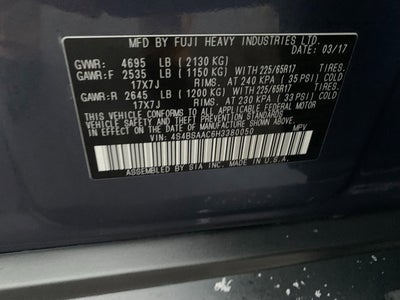 MFD. BY FUJI HEAVY INDUSTRIES LTD.
DATE: 03/17
GVWR: 4695 LB (2130 KG)
GAWR:F 2535 LB (1150 KG) WITH 225/65R17 TIRES.
17X7J RIMS. AT 240 KPA (35 PSI) COLD
GAWR:R 2645 LB (1200 KG) WITH 225/65R17 TIRES.
17X7J RIMS. AT 230 KPA (33 PSI) COLD
THIS VEHICLE CONFORMS TO ALL APPLICABLE FEDERAL MOTOR
VEHICLE SAFETY AND THEFT PREVENTION STANDARDS
IN EFFECT ON THE DATE OF MANUFACTURE SHOWN ABOVE.
VIN: 4S4BSAAC6H3380050 MPV
ASSEMBLED BY SIA INC. MADE IN U.S.A.